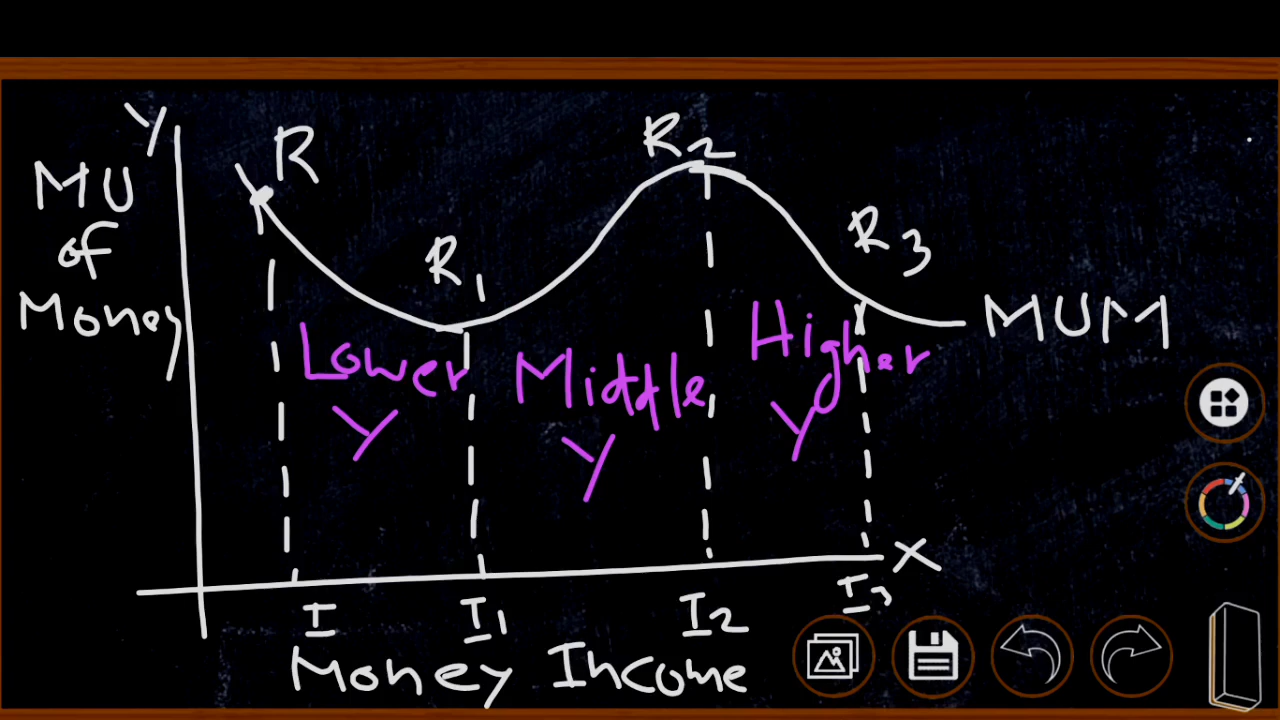 Y
MU
of
Money
R
R1
R2
R3
MUM
Lower
Y
Middle
Y
Higher
Y
X
I
I1
I2
I3
Money Income